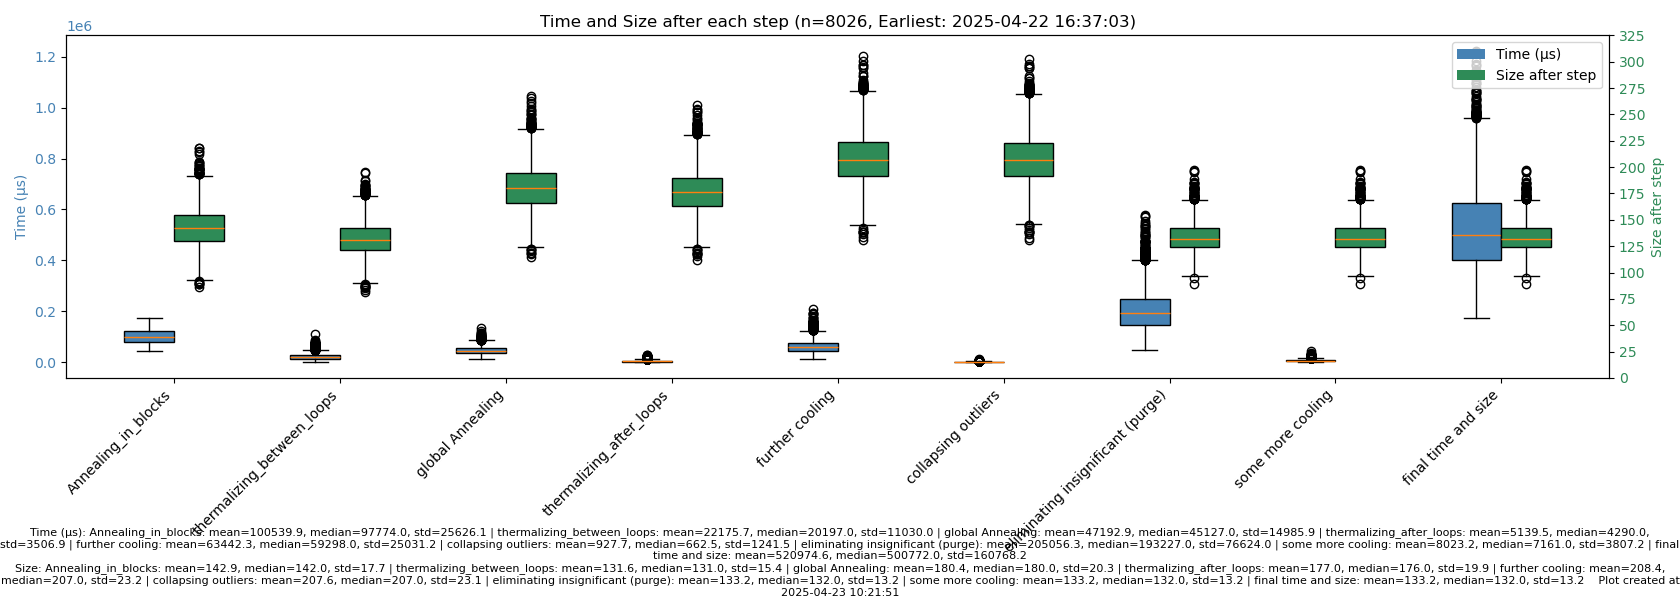 Time and Size after each step (n=8026, Earliest: 2025-04-22 16:37:03)
1e6
Time (µs)
Size after step
1.2
1.0
0.8
0.6
0.4
0.2
0.0
Time (µs)
325
300
275
250
225
200
175
150
125
100
75
50
25
0
Size after step
Annealing_in_blocks
thermalizing_between_loops
global Annealing
thermalizing_after_loops
further cooling
collapsing outliers
eliminating insignificant (purge)
some more cooling
final time and size
Time (µs): Annealing_in_blocks: mean=100539.9, median=97774.0, std=25626.1 | thermalizing_between_loops: mean=22175.7, median=20197.0, std=11030.0 | global Annealing: mean=47192.9, median=45127.0, std=14985.9 | thermalizing_after_loops: mean=5139.5, median=4290.0,
std=3506.9 | further cooling: mean=63442.3, median=59298.0, std=25031.2 | collapsing outliers: mean=927.7, median=662.5, std=1241.5 | eliminating insignificant (purge): mean=205056.3, median=193227.0, std=76624.0 | some more cooling: mean=8023.2, median=7161.0, std=3807.2 | final
time and size: mean=520974.6, median=500772.0, std=160768.2
Size: Annealing_in_blocks: mean=142.9, median=142.0, std=17.7 | thermalizing_between_loops: mean=131.6, median=131.0, std=15.4 | global Annealing: mean=180.4, median=180.0, std=20.3 | thermalizing_after_loops: mean=177.0, median=176.0, std=19.9 | further cooling: mean=208.4,
median=207.0, std=23.2 | collapsing outliers: mean=207.6, median=207.0, std=23.1 | eliminating insignificant (purge): mean=133.2, median=132.0, std=13.2 | some more cooling: mean=133.2, median=132.0, std=13.2 | final time and size: mean=133.2, median=132.0, std=13.2 Plot created at
2025-04-23 10:21:51